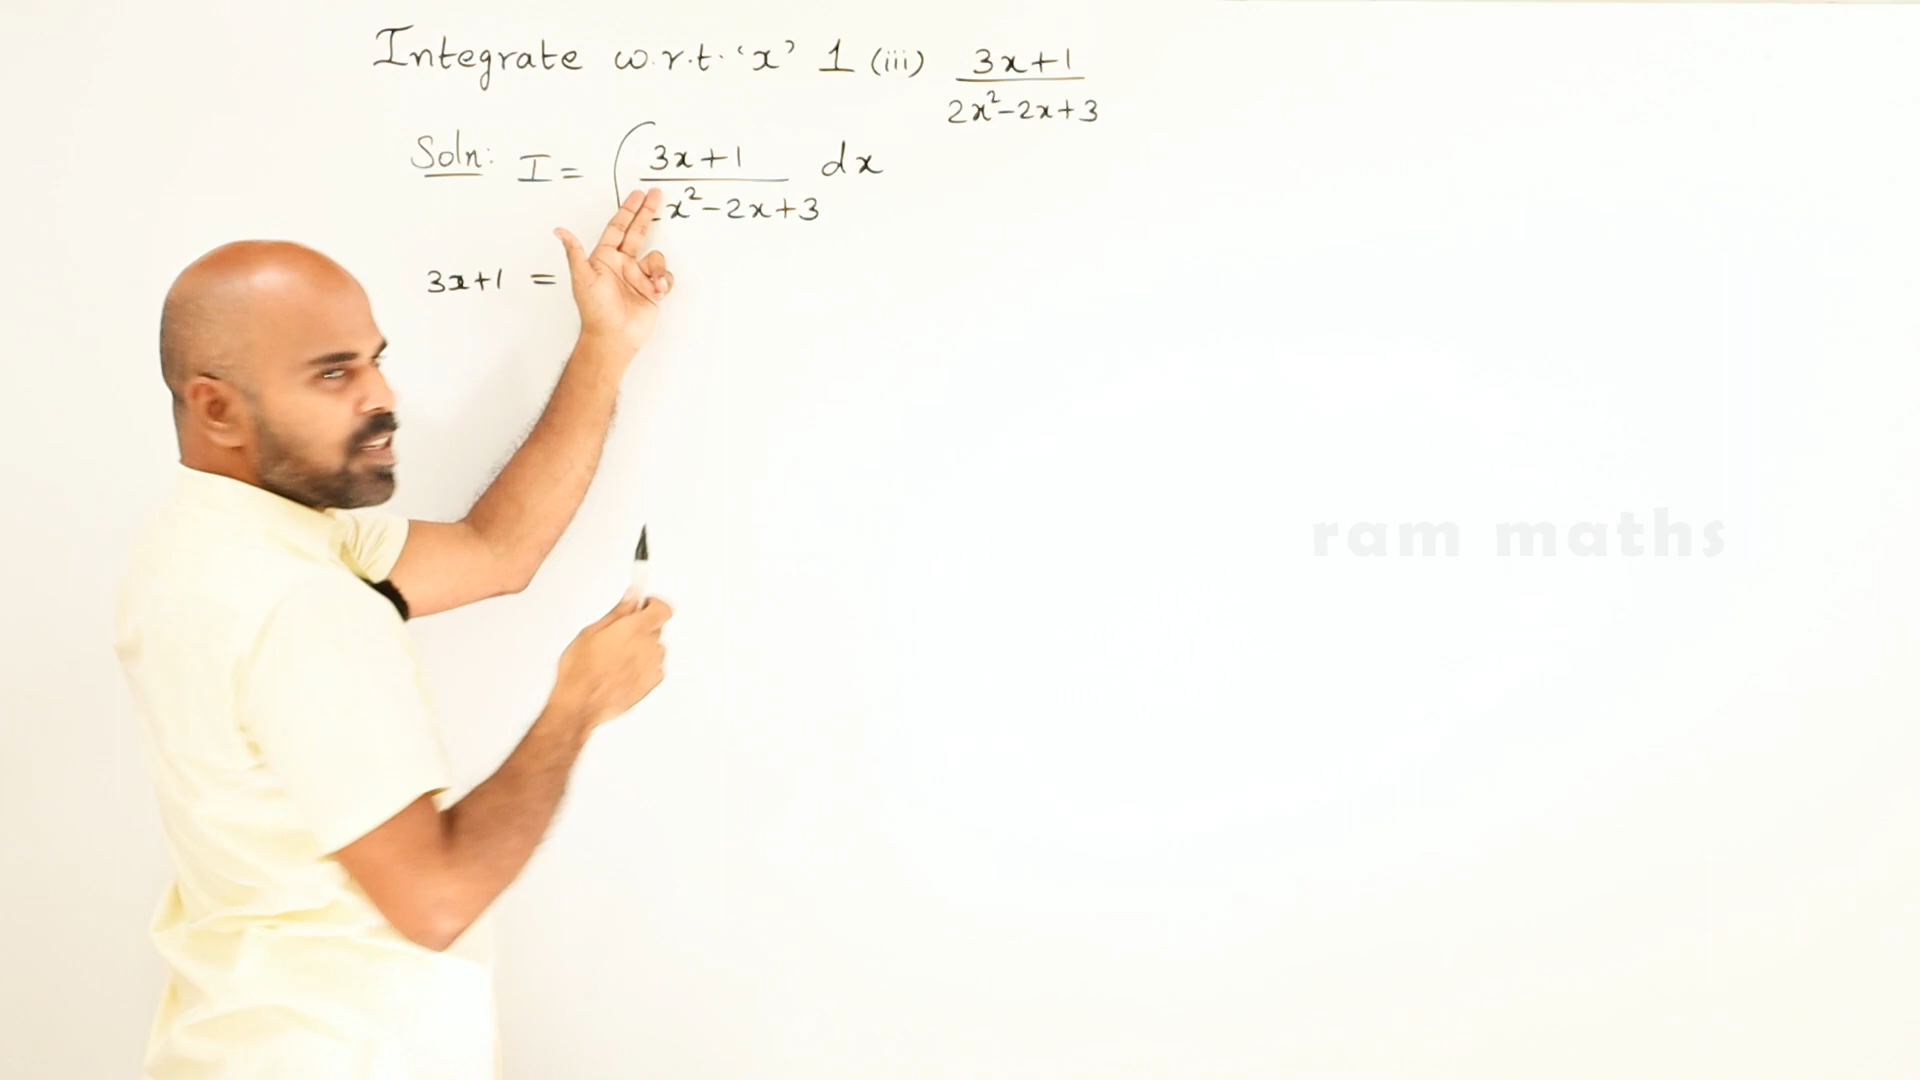 Integrate w.r.t. 'x' 1 (iii) 3x+1
2x²-2x+3
Soln: I = ∫ 3x+1 dx
x²-2x+3
3x+1 =
ram maths